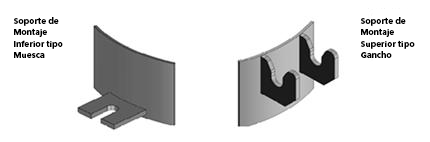 Soporte de
Montaje
Inferior tipo
Muesca
Soporte de
Montaje
Superior tipo
Gancho